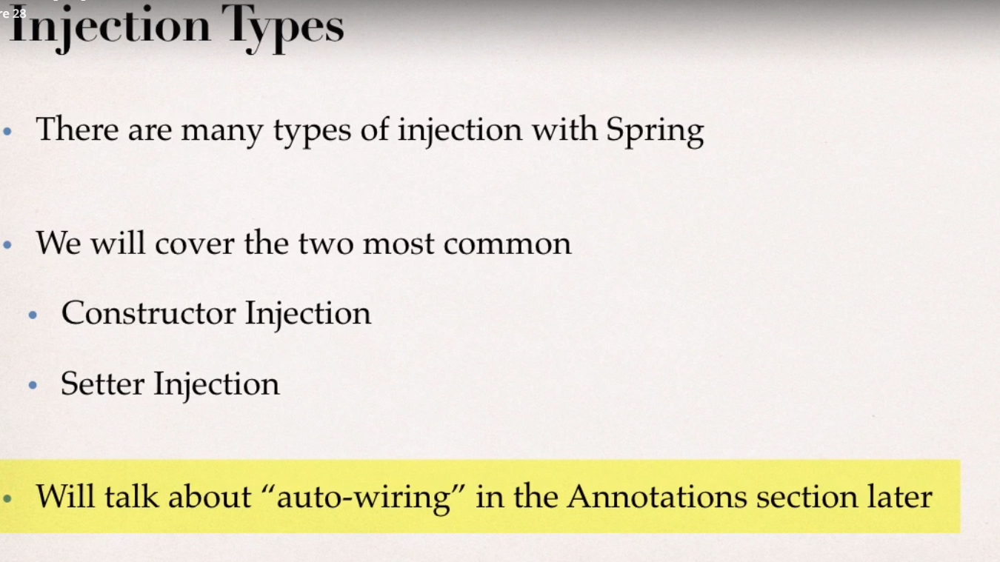 re 28
Injection Types
• There are many types of injection with Spring
• We will cover the two most common
• Constructor Injection
• Setter Injection
• Will talk about “auto-wiring” in the Annotations section later